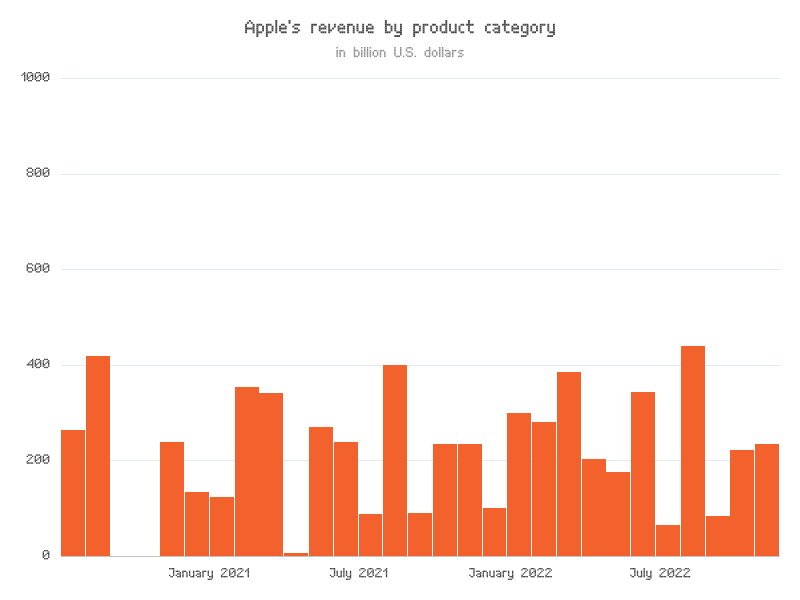 Apple's revenue by product category
in billion U.S. dollars
1000
800
600
400
200
0
January 2021
July 2021
January 2022
July 2022